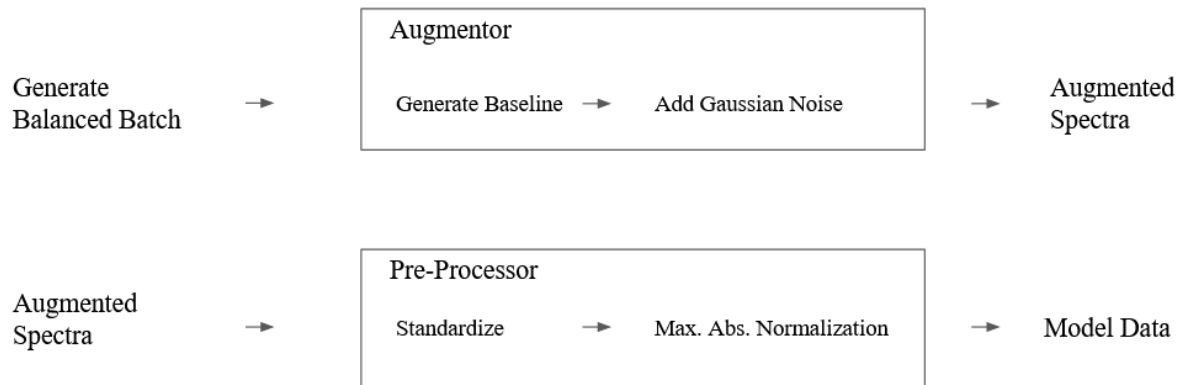 Augmentor
Generate
Balanced Batch
Generate Baseline
Add Gaussian Noise
Augmented
Spectra
Pre-Processor
Augmented
Spectra
Standardize
Max. Abs. Normalization
Model Data